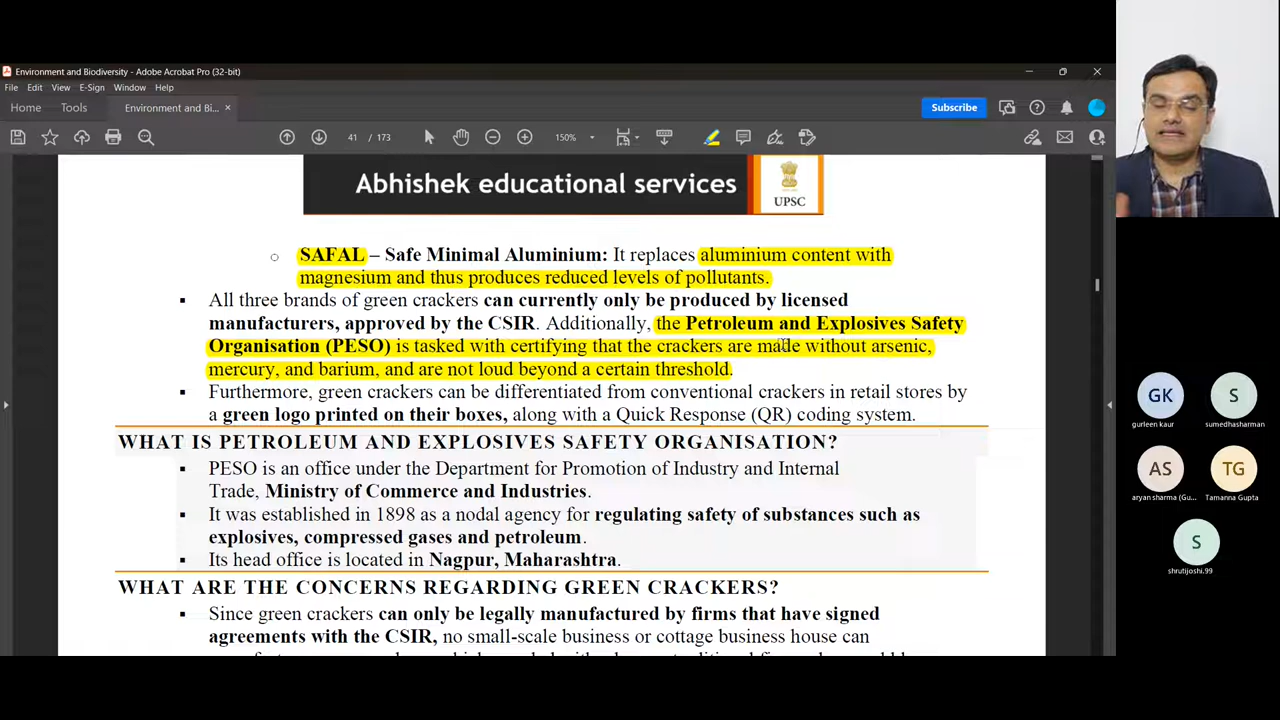 Environment and Biodiversity - Adobe Acrobat Pro (32-bit)
File Edit View E-Sign Window Help
Home Tools Environment and Bi... × Subscribe
41 / 173 150%
Abhishek educational services
UPSC
SAFAL – Safe Minimal Aluminium: It replaces aluminium content with
magnesium and thus produces reduced levels of pollutants.
All three brands of green crackers can currently only be produced by licensed
manufacturers, approved by the CSIR. Additionally, the Petroleum and Explosives Safety
Organisation (PESO) is tasked with certifying that the crackers are made without arsenic,
mercury, and barium, and are not loud beyond a certain threshold.
Furthermore, green crackers can be differentiated from conventional crackers in retail stores by
a green logo printed on their boxes, along with a Quick Response (QR) coding system.
WHAT IS PETROLEUM AND EXPLOSIVES SAFETY ORGANISATION?
PESO is an office under the Department for Promotion of Industry and Internal
Trade, Ministry of Commerce and Industries.
It was established in 1898 as a nodal agency for regulating safety of substances such as
explosives, compressed gases and petroleum.
Its head office is located in Nagpur, Maharashtra.
WHAT ARE THE CONCERNS REGARDING GREEN CRACKERS?
Since green crackers can only be legally manufactured by firms that have signed
agreements with the CSIR, no small-scale business or cottage business house can
GK
gurleen kaur
S
sumedhasharman
AS
aryan sharma (Gu...
TG
Tamanna Gupta
S
shrutijoshi.99